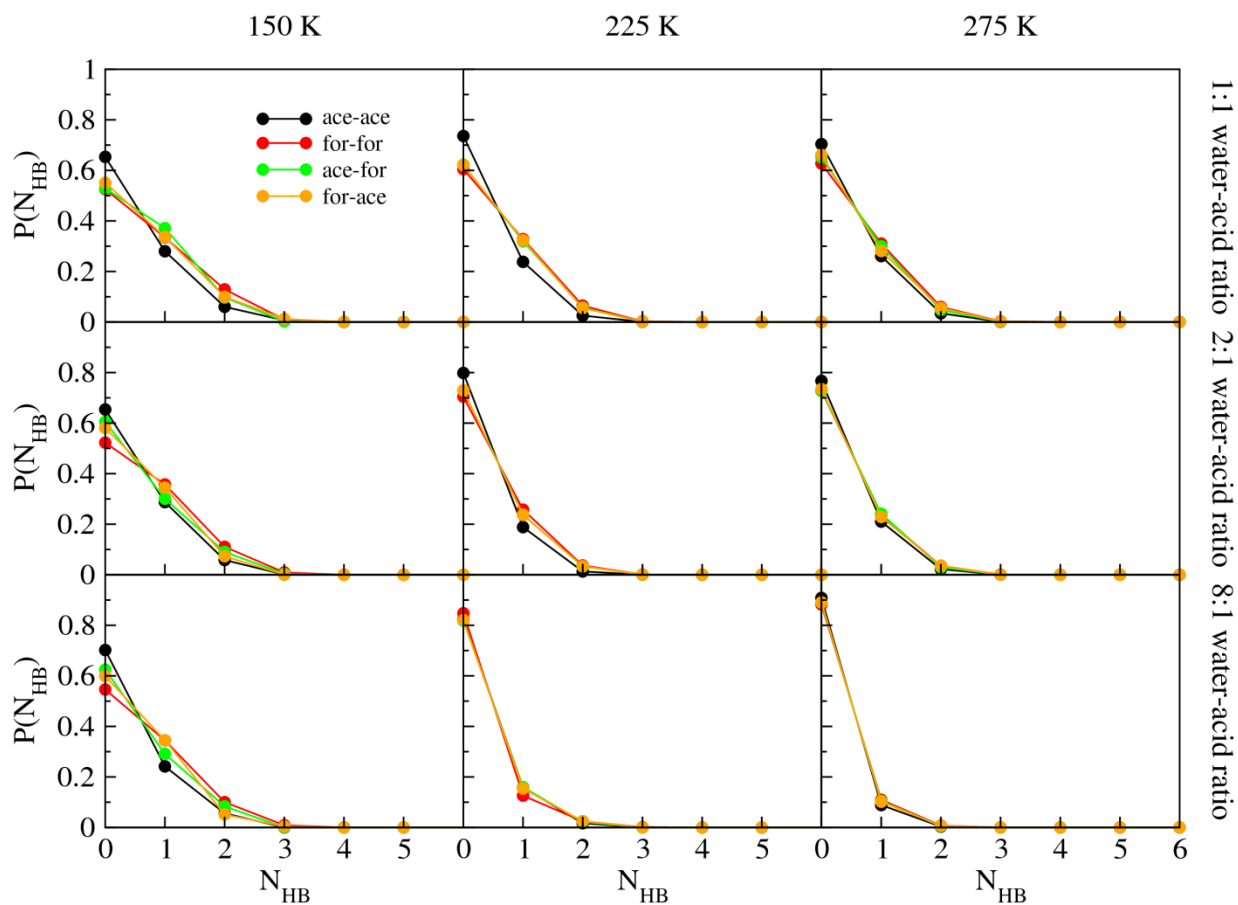 150 K
225 K
275 K
1
0.8
0.6
0.4
0.2
0
P(N_HB)
ace-ace
for-for
ace-for
for-ace
1:1 water-acid ratio
0.8
0.6
0.4
0.2
0
P(N_HB)
2:1 water-acid ratio
0.8
0.6
0.4
0.2
0
P(N_HB)
8:1 water-acid ratio
0 1 2 3 4 5
0 1 2 3 4 5
0 1 2 3 4 5 6
N_HB
N_HB
N_HB